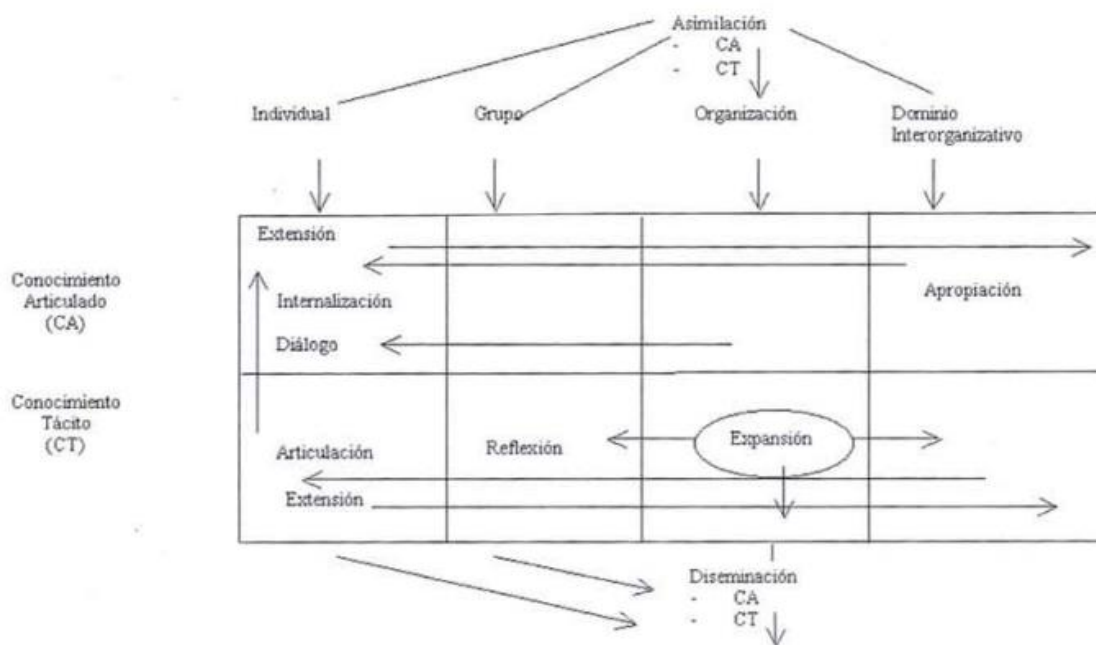 Asimilación
- CA
- CT
Individual
Grupo
Organización
Dominio
Interorganizativo
Extensión
Conocimiento
Articulado
(CA)
Internalización
Apropiación
Diálogo
Conocimiento
Tácito
(CT)
Articulación
Reflexión
Expansión
Extensión
Diseminación
- CA
- CT